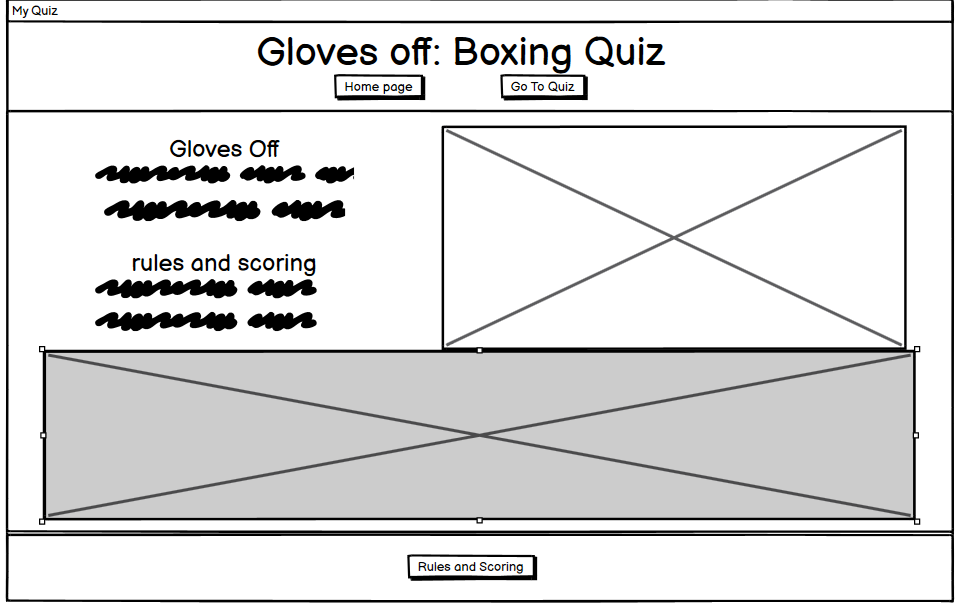 My Quiz
Gloves off: Boxing Quiz
Home page
Go To Quiz
Gloves Off
rules and scoring
Rules and Scoring